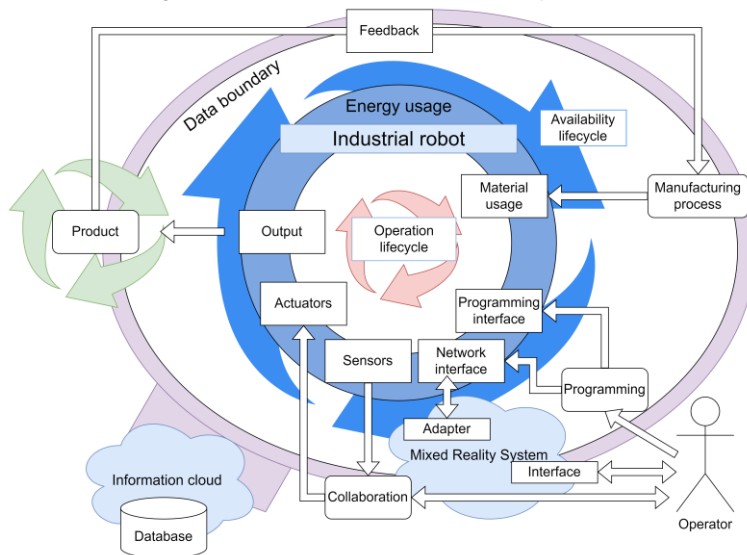 Feedback
Data boundary
Energy usage
Industrial robot
Availability
lifecycle
Material
usage
Manufacturing
process
Product
Output
Operation
lifecycle
Actuators
Programming
interface
Sensors
Network
interface
Programming
Adapter
Mixed Reality System
Interface
Information cloud
Collaboration
Database
Operator